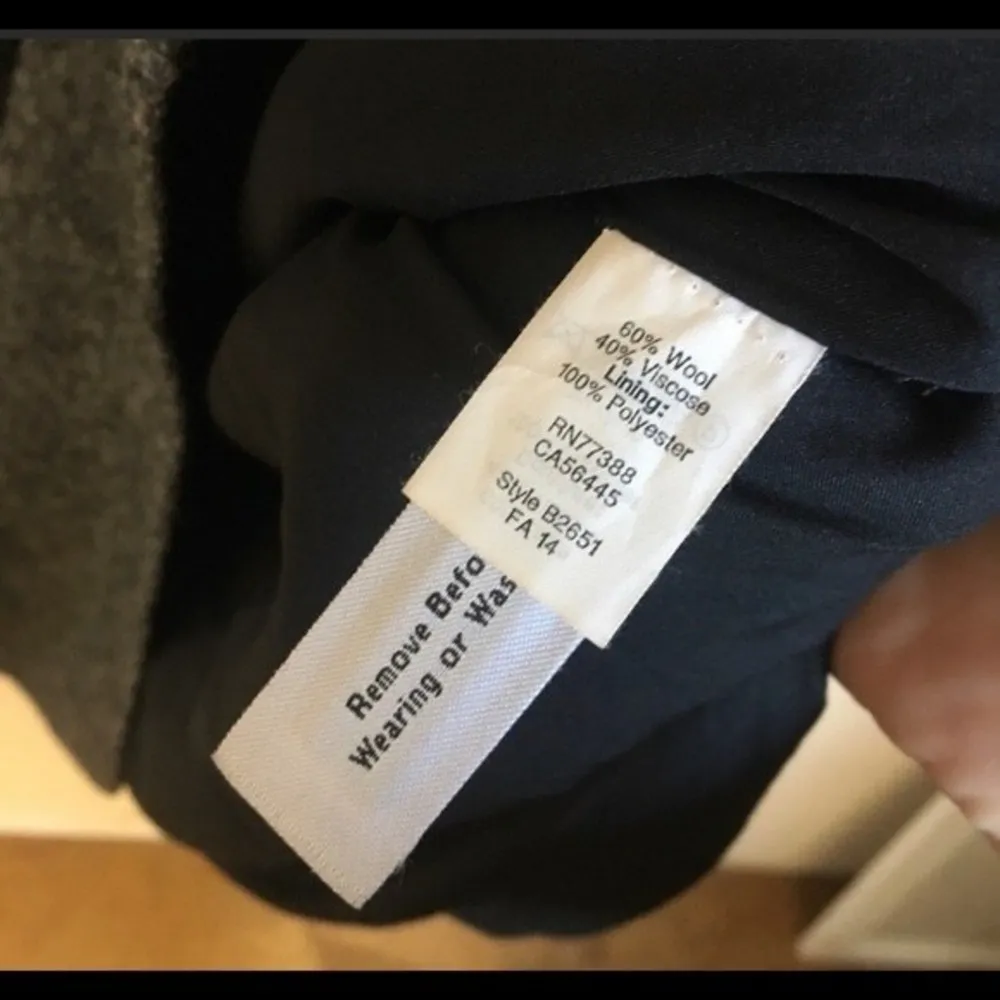 60% Wool
40% Viscose
Lining:
100% Polyester
RN77388
CA56445
Style B2651
FA 14
Remove Befo
Wearing or Was